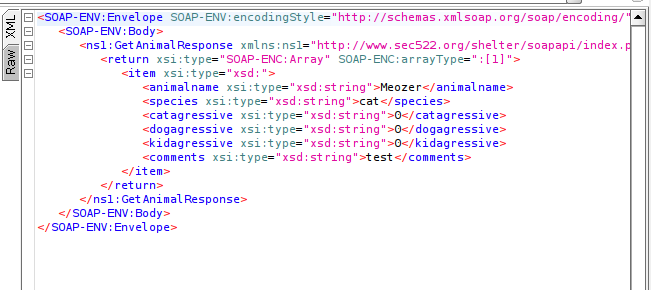 XML
Raw
<SOAP-ENV:Envelope SOAP-ENV:encodingStyle="http://schemas.xmlsoap.org/soap/encoding/"
<SOAP-ENV:Body>
<ns1:GetAnimalResponse xmlns:ns1="http://www.sec522.org/shelter/soapapi/index.p
<return xsi:type="SOAP-ENC:Array" SOAP-ENC:arrayType=":[1]">
<item xsi:type="xsd:">
<animalname xsi:type="xsd:string">Meozer</animalname>
<species xsi:type="xsd:string">cat</species>
<catagressive xsi:type="xsd:string">0</catagressive>
<dogagressive xsi:type="xsd:string">0</dogagressive>
<kidagressive xsi:type="xsd:string">0</kidagressive>
<comments xsi:type="xsd:string">test</comments>
</item>
</return>
</ns1:GetAnimalResponse>
</SOAP-ENV:Body>
</SOAP-ENV:Envelope>